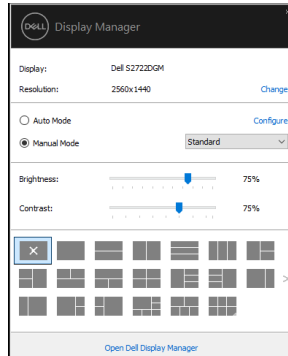 DELL Display Manager
Display: Dell S2722DGM
Resolution: 2560x1440 Change
Auto Mode Configure
Manual Mode Standard
Brightness: 75%
Contrast: 75%
Open Dell Display Manager